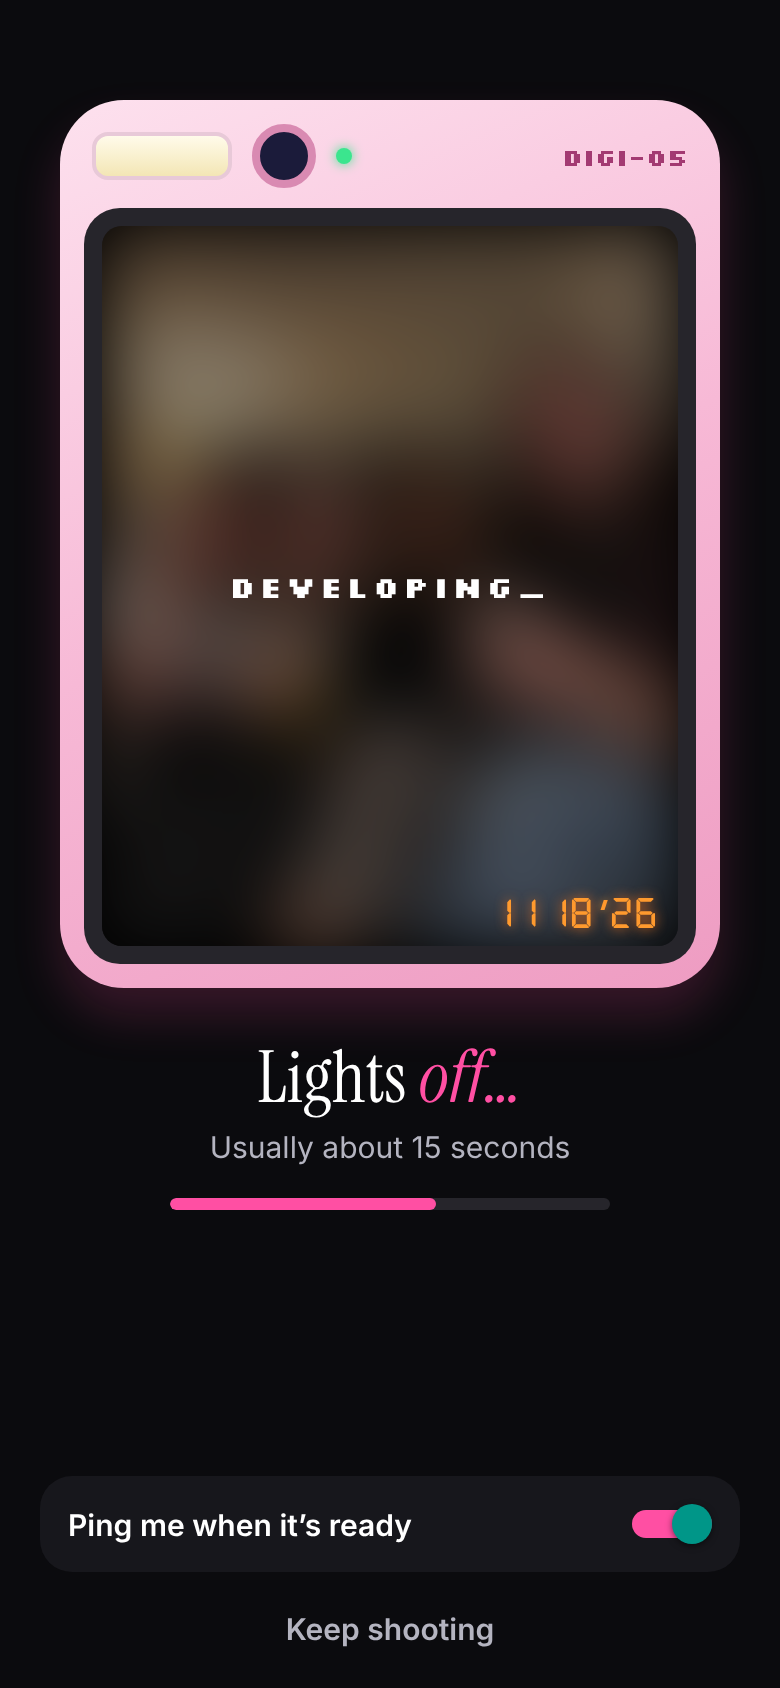 DIGI-05
DEVELOPING_
11 18'26
Lights off...
Usually about 15 seconds
Ping me when it’s ready
Keep shooting